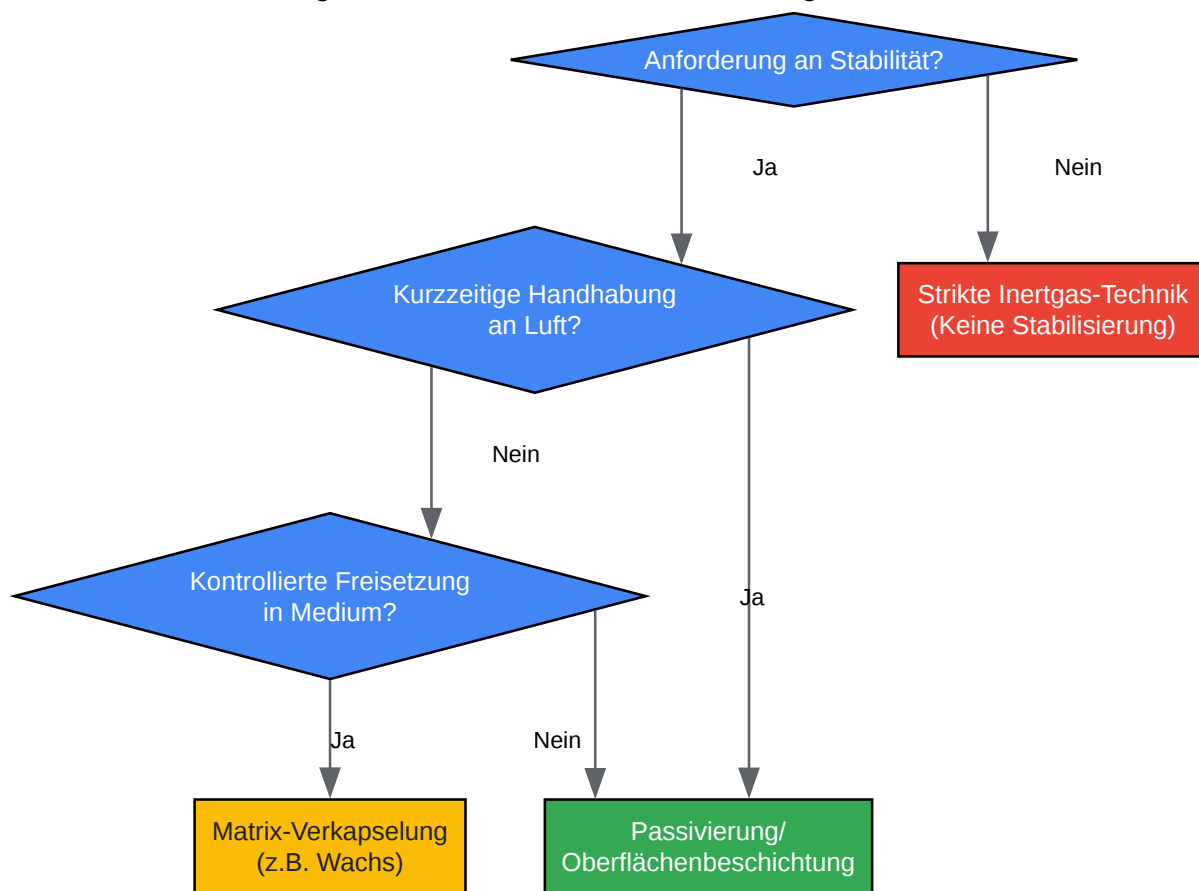 Anforderung an Stabilität?
Ja
Nein
Kurzzeitige Handhabung
an Luft?
Strikte Inertgas-Technik
(Keine Stabilisierung)
Nein
Kontrollierte Freisetzung
in Medium?
Ja
Ja
Nein
Matrix-Verkapselung
(z.B. Wachs)
Passivierung/
Oberflächenbeschichtung